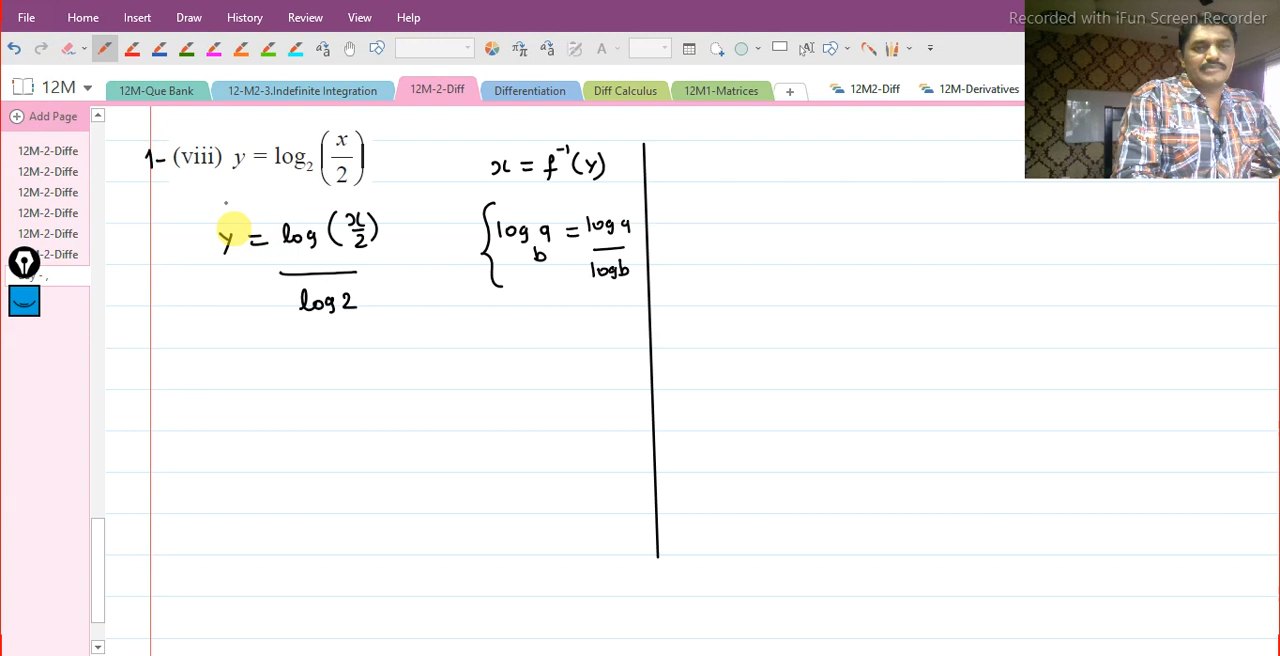 File Home Insert Draw History Review View Help
Recorded with iFun Screen Recorder
12M
12M-Que Bank 12-M2-3.Indefinite Integration 12M-2-Diff Differentiation Diff Calculus 12M1-Matrices + 12M2-Diff 12M-Derivatives
Add Page
12M-2-Diffe
12M-2-Diffe
12M-2-Diffe
12M-2-Diffe
12M-2-Diffe
1- (viii) y = log₂ (x/2)
x = f⁻¹(y)
y = log (x/2) / log 2
{ log_b a = log a / log b